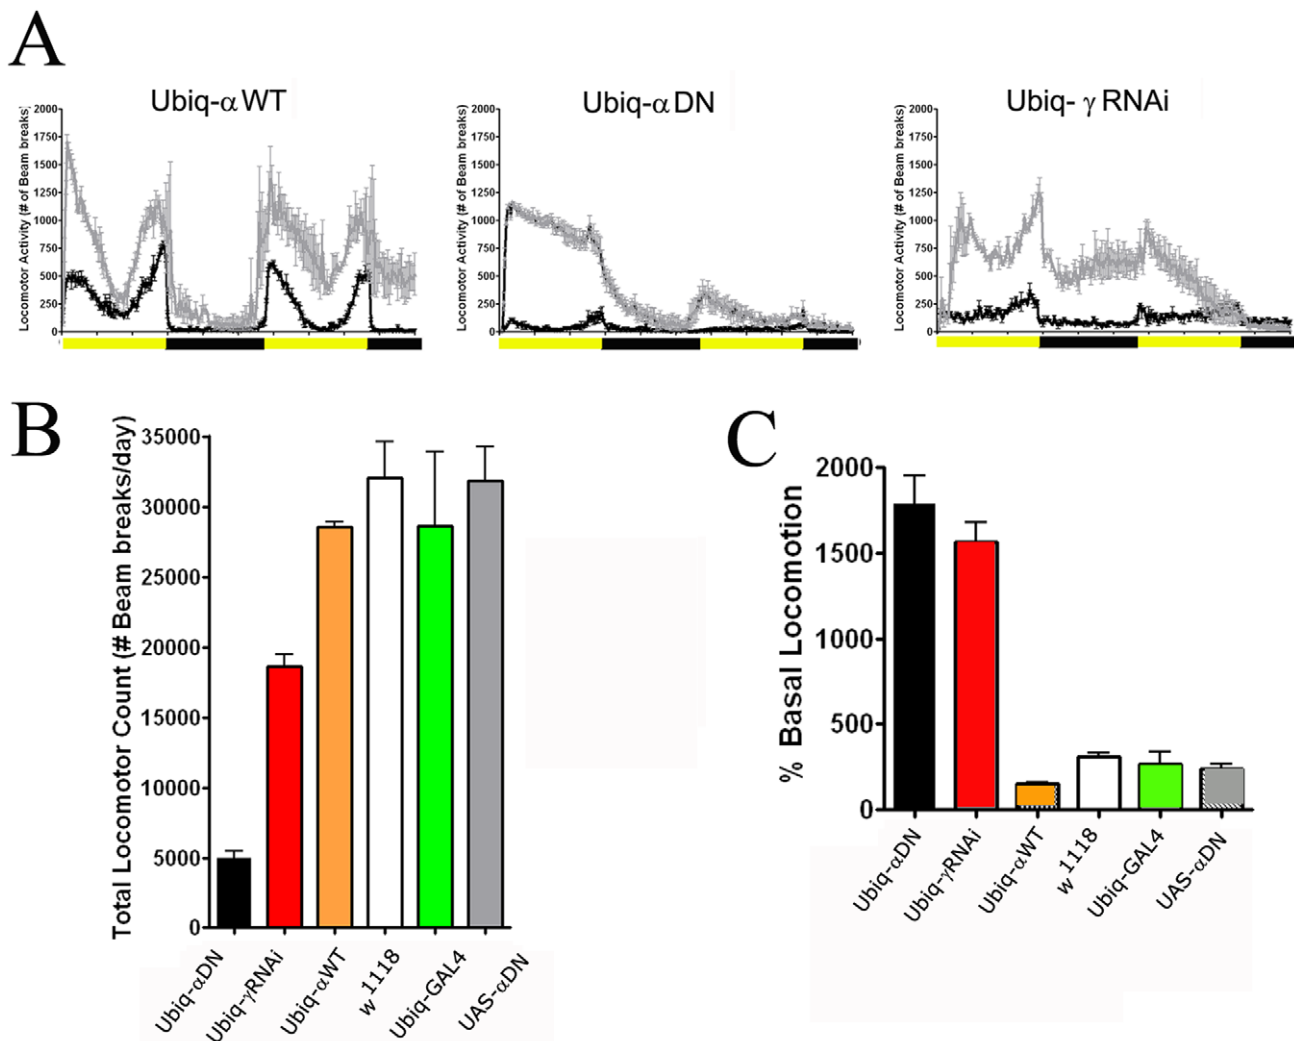 A
Ubiq-αWT
Locomotor Activity (# of Beam breaks)
2000
1750
1500
1250
1000
750
500
250
0
Ubiq-αDN
Locomotor Activity (# of Beam breaks)
2000
1750
1500
1250
1000
750
500
250
0
Ubiq- γ RNAi
Locomotor Activity (# of Beam breaks)
2000
1750
1500
1250
1000
750
500
250
0
B
Total Locomotor Count (# Beam breaks/day)
35000
30000
25000
20000
15000
10000
5000
0
Ubiq-αDN
Ubiq-γRNAi
Ubiq-αWT
w 1118
Ubiq-GAL4
UAS-αDN
C
% Basal Locomotion
2000
1500
1000
500
0
Ubiq-αDN
Ubiq-γRNAi
Ubiq-αWT
w 1118
Ubiq-GAL4
UAS-αDN